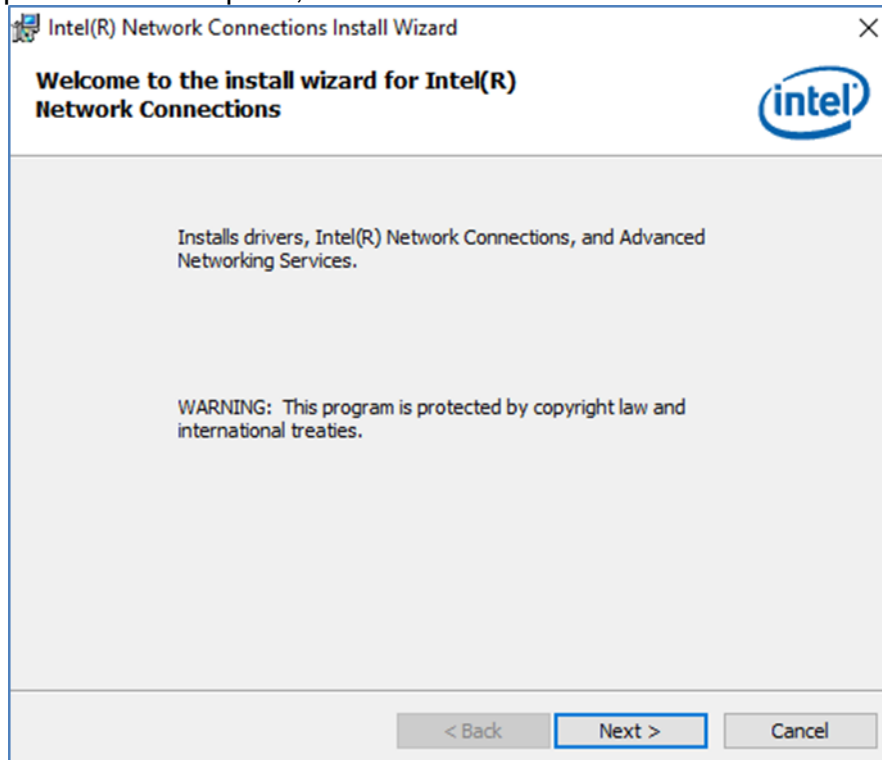 Intel(R) Network Connections Install Wizard
Welcome to the install wizard for Intel(R)
Network Connections
intel
Installs drivers, Intel(R) Network Connections, and Advanced
Networking Services.
WARNING: This program is protected by copyright law and
international treaties.
< Back Next > Cancel